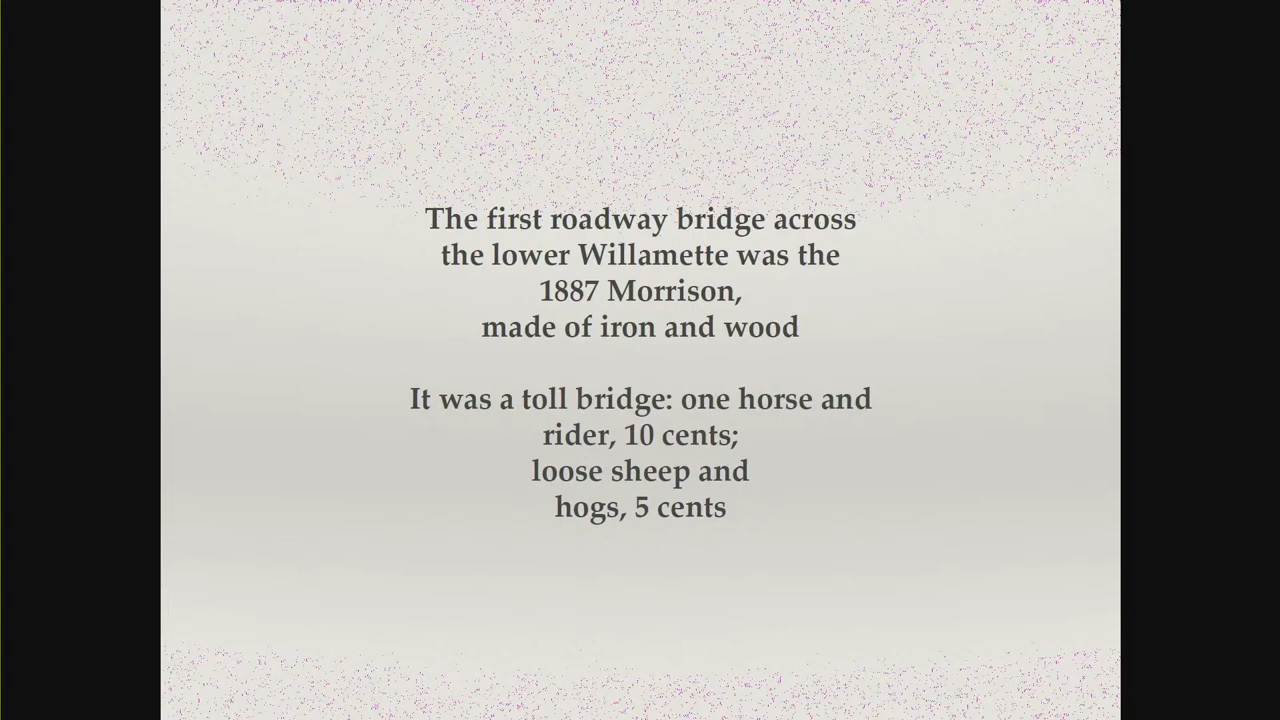 The first roadway bridge across
the lower Willamette was the
1887 Morrison,
made of iron and wood
It was a toll bridge: one horse and
rider, 10 cents;
loose sheep and
hogs, 5 cents